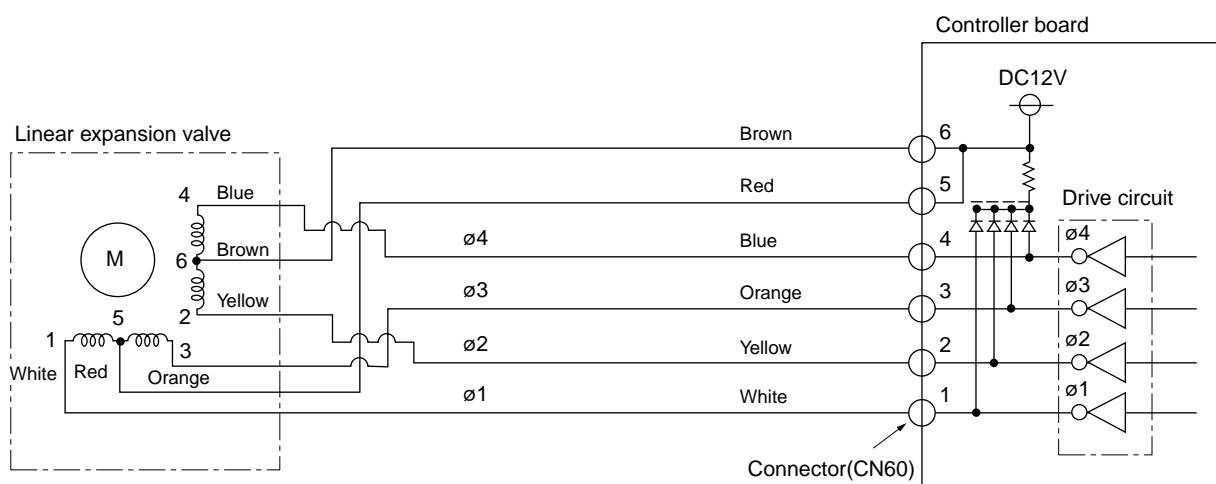 Controller board
DC12V
Linear expansion valve
Brown 6
Red 5
Drive circuit
4 Blue
ø4 Blue 4 ø4
M
6 Brown
ø3 Orange 3 ø3
Yellow
2
5
1 3
ø2 Yellow 2 ø2
White Red Orange
ø1 White 1 ø1
Connector(CN60)